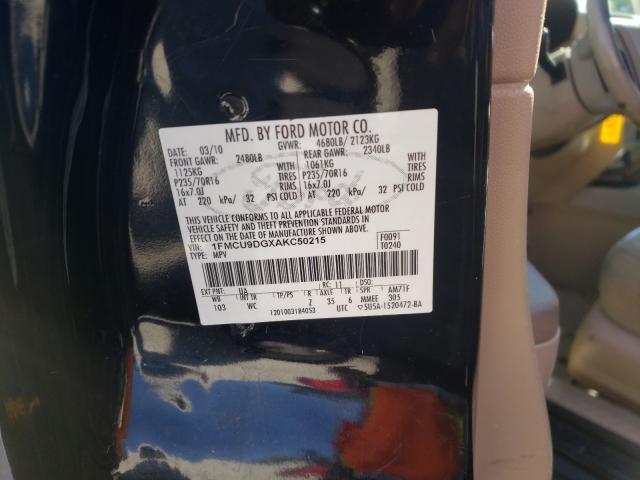 MFD. BY FORD MOTOR CO.
DATE: 03/10 GVWR: 4680LB/ 2123KG
FRONT GAWR: 2480LB REAR GAWR: 2340LB
1125KG WITH 1061KG WITH
P235/70R16 TIRES P235/70R16 TIRES
16x7.0J RIMS 16x7.0J RIMS
AT 220 kPa/ 32 PSI COLD AT 220 kPa/ 32 PSI COLD
THIS VEHICLE CONFORMS TO ALL APPLICABLE FEDERAL MOTOR
VEHICLE SAFETY AND THEFT PREVENTION STANDARDS IN
EFFECT ON THE DATE OF MANUFACTURE SHOWN ABOVE.
VIN: 1FMCU9DGXAKC50215 F0091
TYPE: MPV T0240
EXT PNT: UA RC: 11 DSO:
WB INT TR TP/PS R AXLE TR SPR AM7TF
103 WC Z 35 6 MMEE 305
1201003184053 UTC 5U5A-1520472-BA